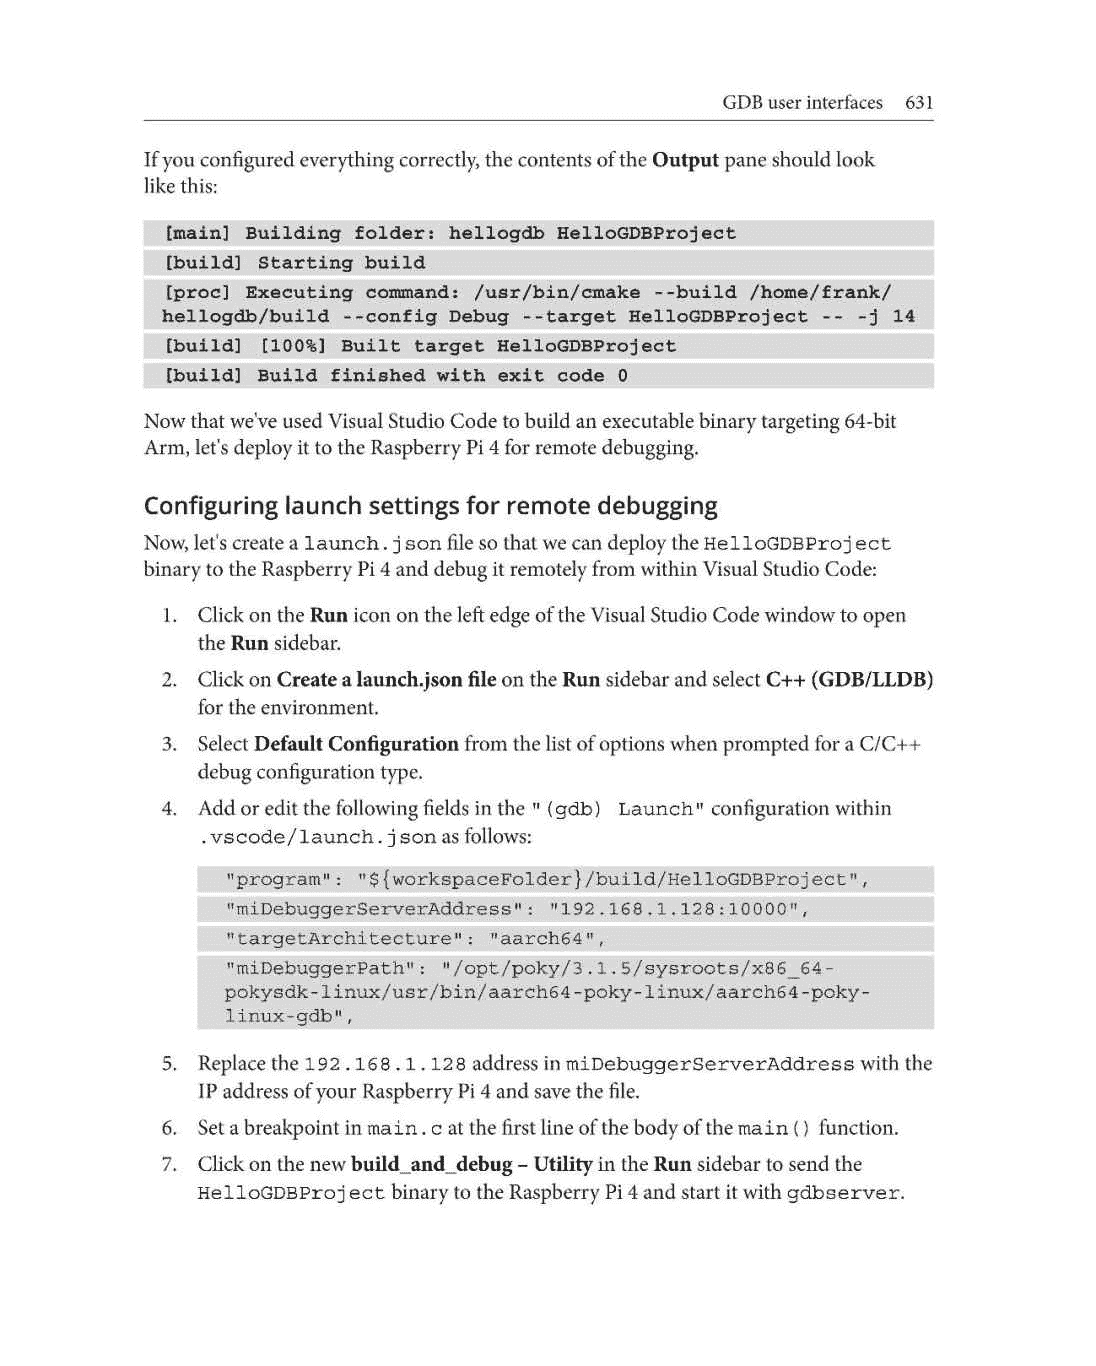 GDB user interfaces 631
If you configured everything correctly, the contents of the Output pane should look
like this:
[main] Building folder: hellogdb HelloGDBProject
[build] Starting build
[proc] Executing command: /usr/bin/cmake --build /home/frank/
hellogdb/build --config Debug --target HelloGDBProject -- -j 14
[build] [100%] Built target HelloGDBProject
[build] Build finished with exit code 0
Now that we've used Visual Studio Code to build an executable binary targeting 64-bit
Arm, let's deploy it to the Raspberry Pi 4 for remote debugging.
Configuring launch settings for remote debugging
Now, let's create a launch.json file so that we can deploy the HelloGDBProject
binary to the Raspberry Pi 4 and debug it remotely from within Visual Studio Code:
1. Click on the Run icon on the left edge of the Visual Studio Code window to open
the Run sidebar.
2. Click on Create a launch.json file on the Run sidebar and select C++ (GDB/LLDB)
for the environment.
3. Select Default Configuration from the list of options when prompted for a C/C++
debug configuration type.
4. Add or edit the following fields in the "(gdb) Launch" configuration within
.vscode/launch.json as follows:
"program": "${workspaceFolder}/build/HelloGDBProject",
"miDebuggerServerAddress": "192.168.1.128:10000",
"targetArchitecture": "aarch64",
"miDebuggerPath": "/opt/poky/3.1.5/sysroots/x86_64-
pokysdk-linux/usr/bin/aarch64-poky-linux/aarch64-poky-
linux-gdb",
5. Replace the 192.168.1.128 address in miDebuggerServerAddress with the
IP address of your Raspberry Pi 4 and save the file.
6. Set a breakpoint in main.c at the first line of the body of the main() function.
7. Click on the new build_and_debug – Utility in the Run sidebar to send the
HelloGDBProject binary to the Raspberry Pi 4 and start it with gdbserver.